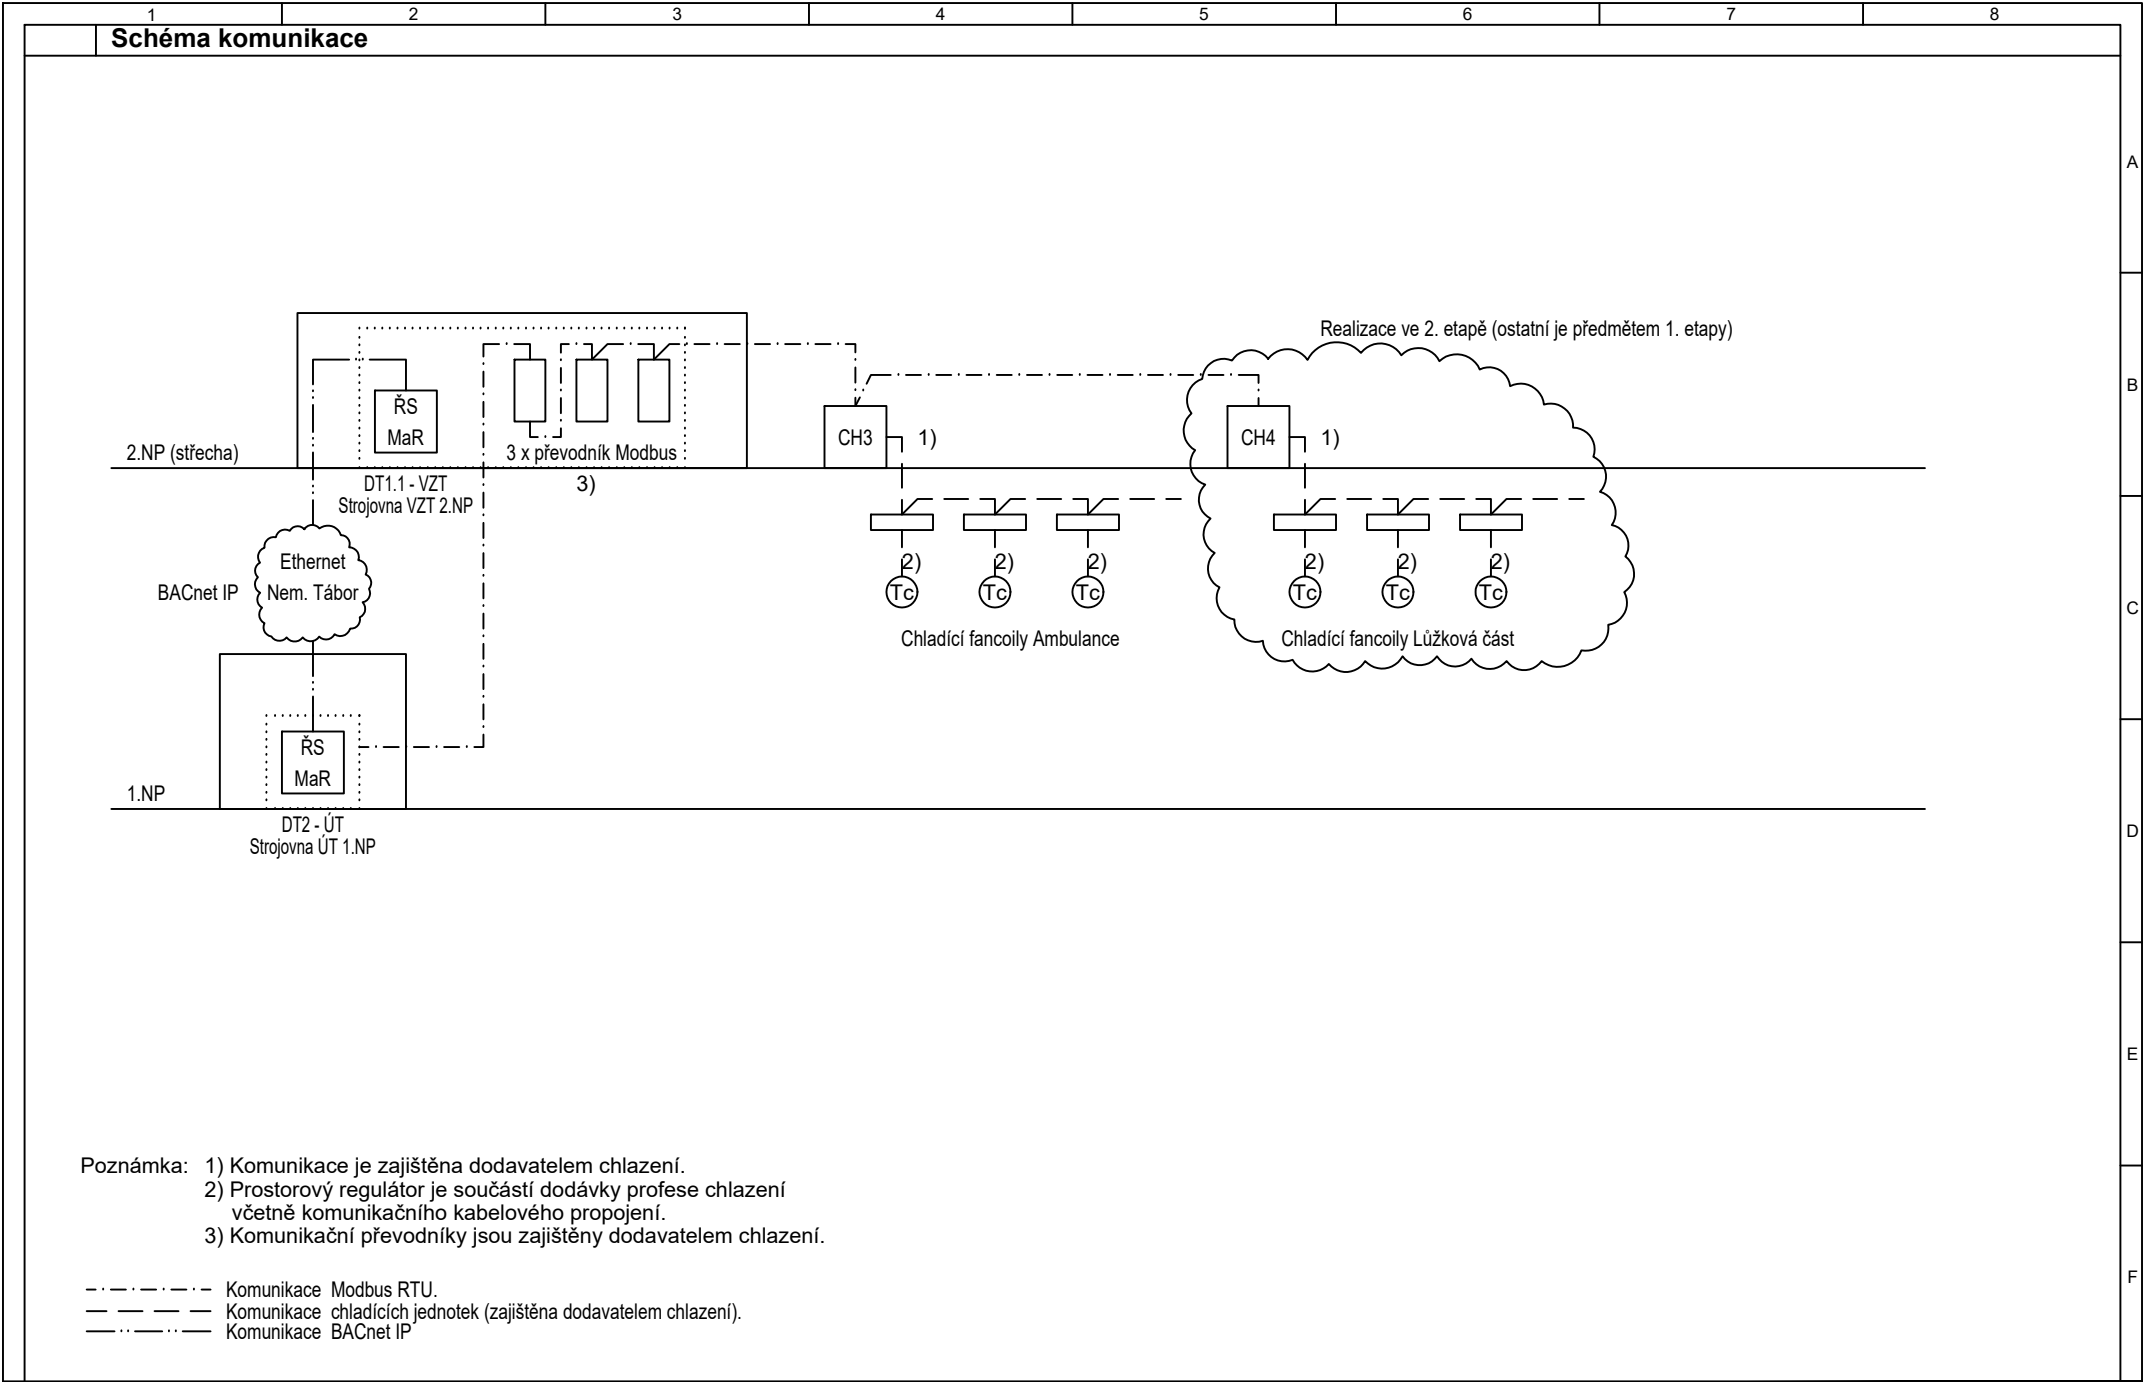 1 2 3 4 5 6 7 8
Schéma komunikace
A
Realizace ve 2. etapě (ostatní je předmětem 1. etapy)
B
ŘS
MaR
CH3 1)
CH4 1)
2.NP (střecha)
3 x převodník Modbus
DT1.1 - VZT
3)
Strojovna VZT 2.NP
Ethernet
2) 2) 2) 2) 2) 2)
BACnet IP
Nem. Tábor
Tc Tc Tc Tc Tc Tc
C
Chladící fancoily Ambulance
Chladící fancoily Lůžková část
ŘS
MaR
1.NP
DT2 - ÚT
D
Strojovna ÚT 1.NP
E
Poznámka: 1) Komunikace je zajištěna dodavatelem chlazení.
2) Prostorový regulátor je součástí dodávky profese chlazení
včetně komunikačního kabelového propojení.
3) Komunikační převodníky jsou zajištěny dodavatelem chlazení.
F
Komunikace Modbus RTU.
Komunikace chladících jednotek (zajištěna dodavatelem chlazení).
Komunikace BACnet IP